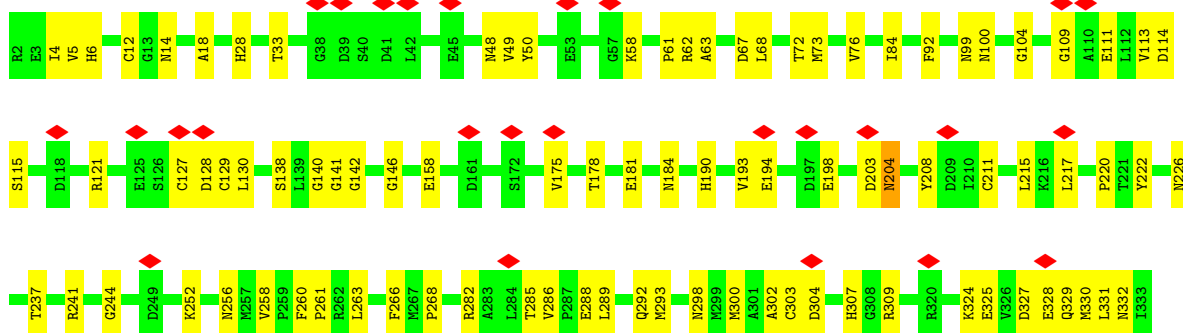 R2 E3 I4 V5 H6 C12 G13 N14 A18 H28 T33 G38 D39 S40 D41 L42 E45 N48 V49 Y50 E53 G57 K58 P61 R62 A63 D67 L68 T72 M73 V76 I84 F92 N99 N100 G104 G109 A110 E111 L112 V113 D114
S115 D118 R121 E125 S126 C127 D128 C129 L130 S138 L139 G140 G141 G142 G146 E158 D161 S172 V175 T178 E181 N184 H190 V193 E194 D197 E198 D203 N204 Y208 D209 I210 C211 L215 K216 L217 P220 T221 Y222 N226
T237 R241 G244 D249 K252 N256 M257 V258 P259 F260 P261 R262 L263 F266 M267 P268 R282 A283 L284 T285 V286 P287 E288 L289 Q292 M293 N298 M299 M300 A301 A302 C303 D304 H307 G308 R309 R320 K324 E325 V326 D327 E328 Q329 M330 L331 N332 I333